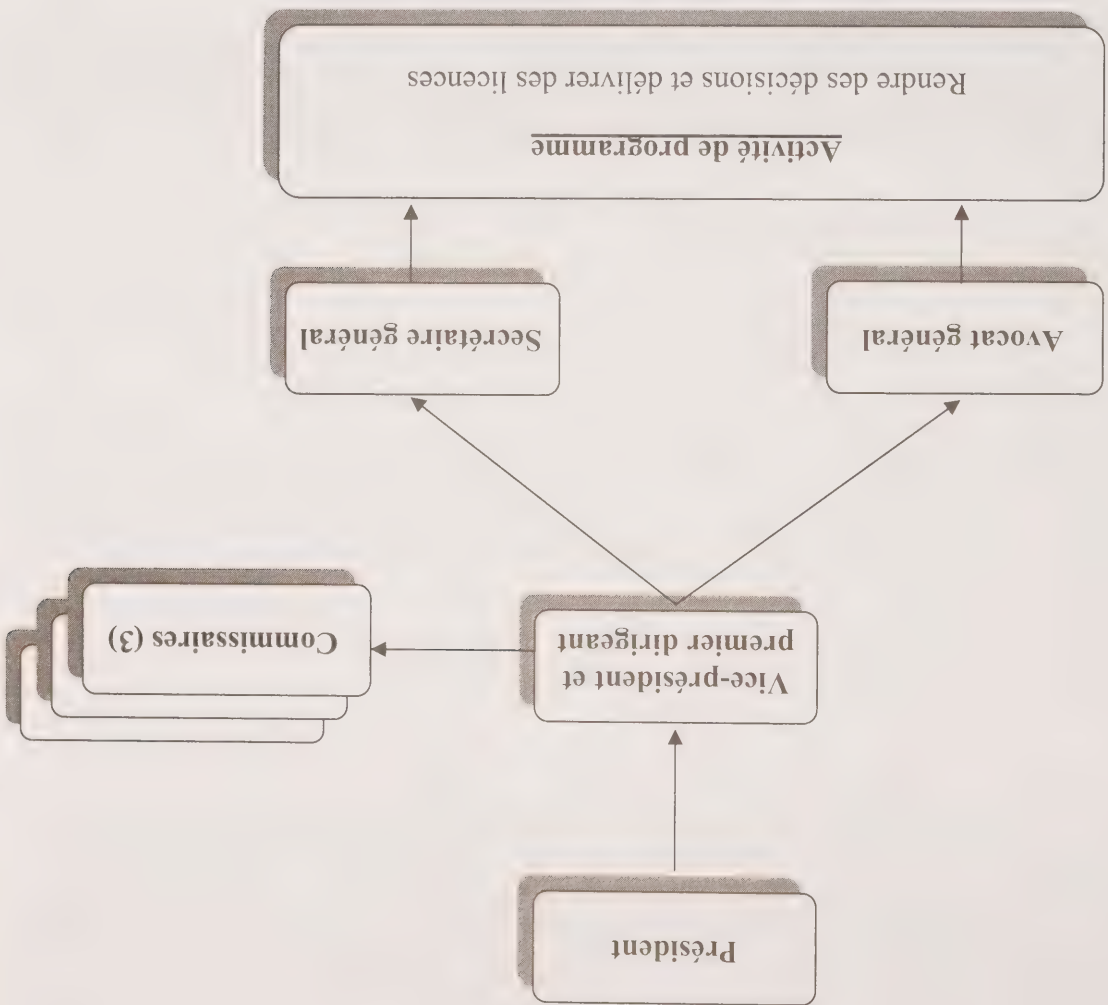 Président
Vice-président et
premier dirigeant
Commissaires (3)
Avocat général
Secrétaire général
Activité de programme
Rendre des décisions et délivrer des licences